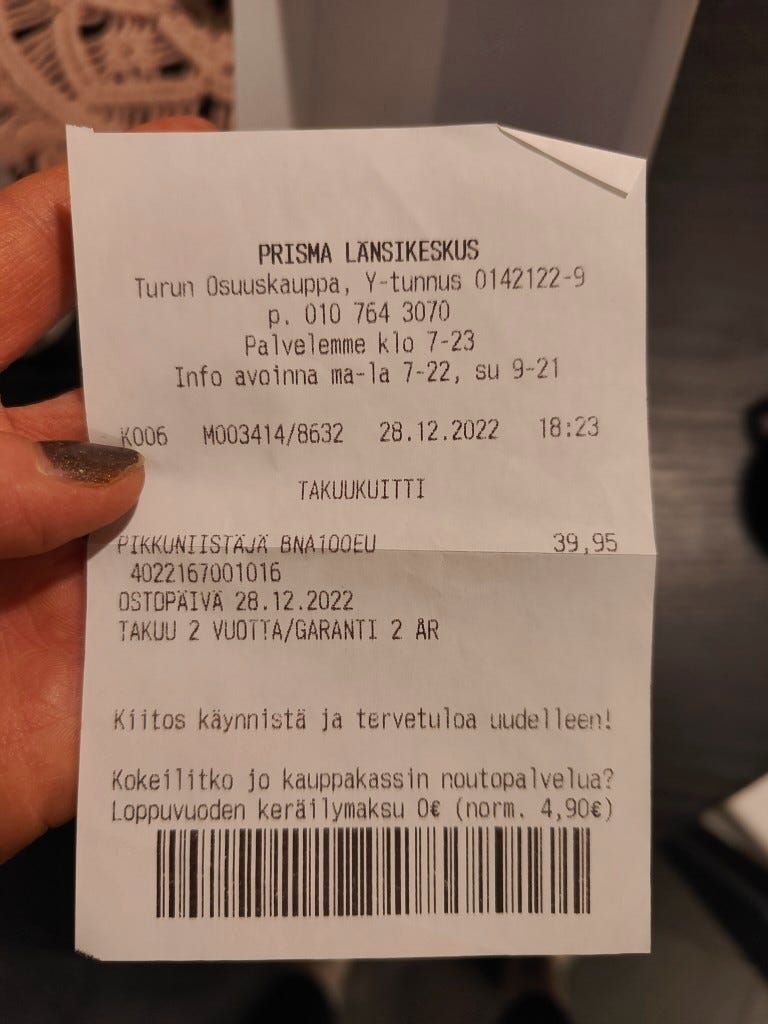 PRISMA LÄNSIKESKUS
Turun Osuuskauppa, Y-tunnus 0142122-9
p. 010 764 3070
Palvelemme klo 7-23
Info avoinna ma-la 7-22, su 9-21
K006 M003414/8632 28.12.2022 18:23
TAKUUKUITTI
PIKKUNIISTÄJÄ BNA100EU 39,95
4022167001016
OSTOPÄIVÄ 28.12.2022
TAKUU 2 VUOTTA/GARANTI 2 ÅR
Kiitos käynnistä ja tervetuloa uudelleen!
Kokeilitko jo kauppakassin noutopalvelua?
Loppuvuoden keräilymaksu 0€ (norm. 4,90€)